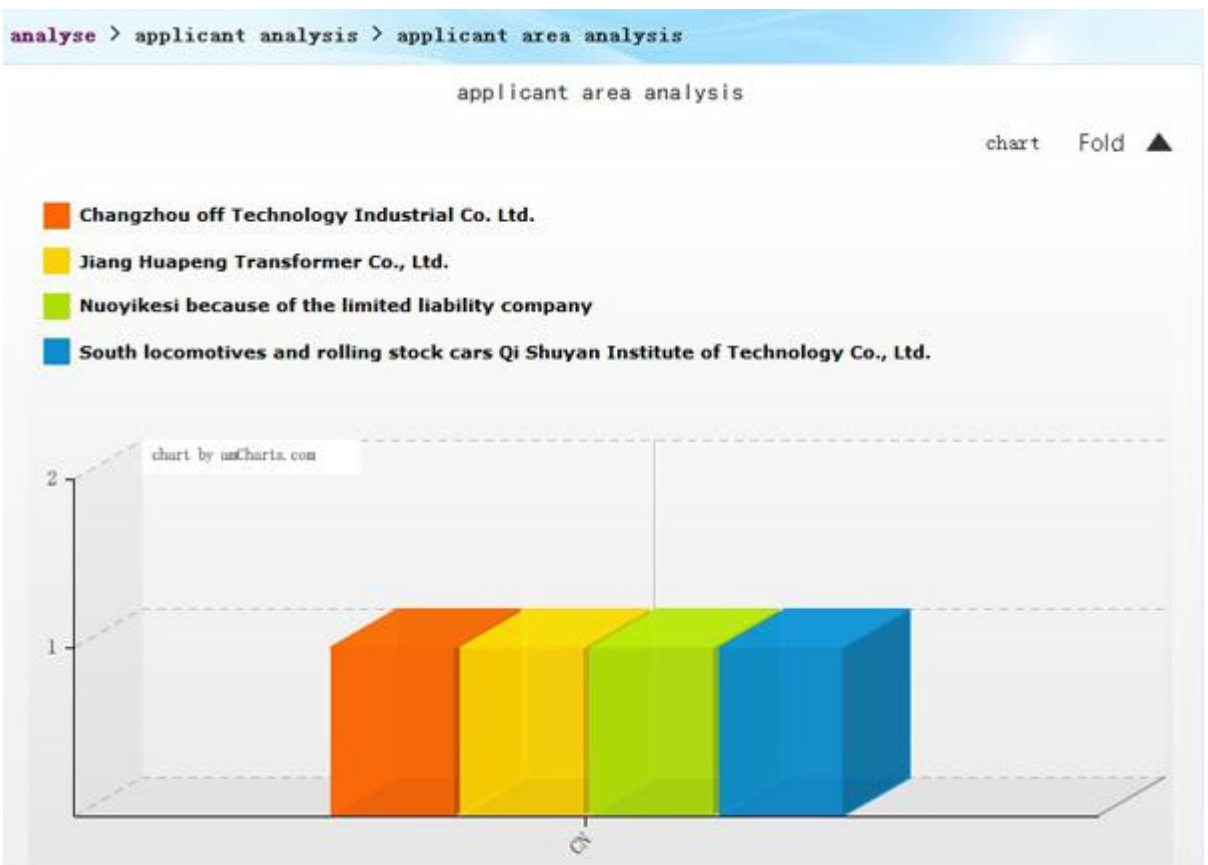 analyse > applicant analysis > applicant area analysis
applicant area analysis
chart Fold ▲
Changzhou off Technology Industrial Co. Ltd.
Jiang Huapeng Transformer Co., Ltd.
Nuoyikesi because of the limited liability company
South locomotives and rolling stock cars Qi Shuyan Institute of Technology Co., Ltd.
chart by amCharts.com
2
1